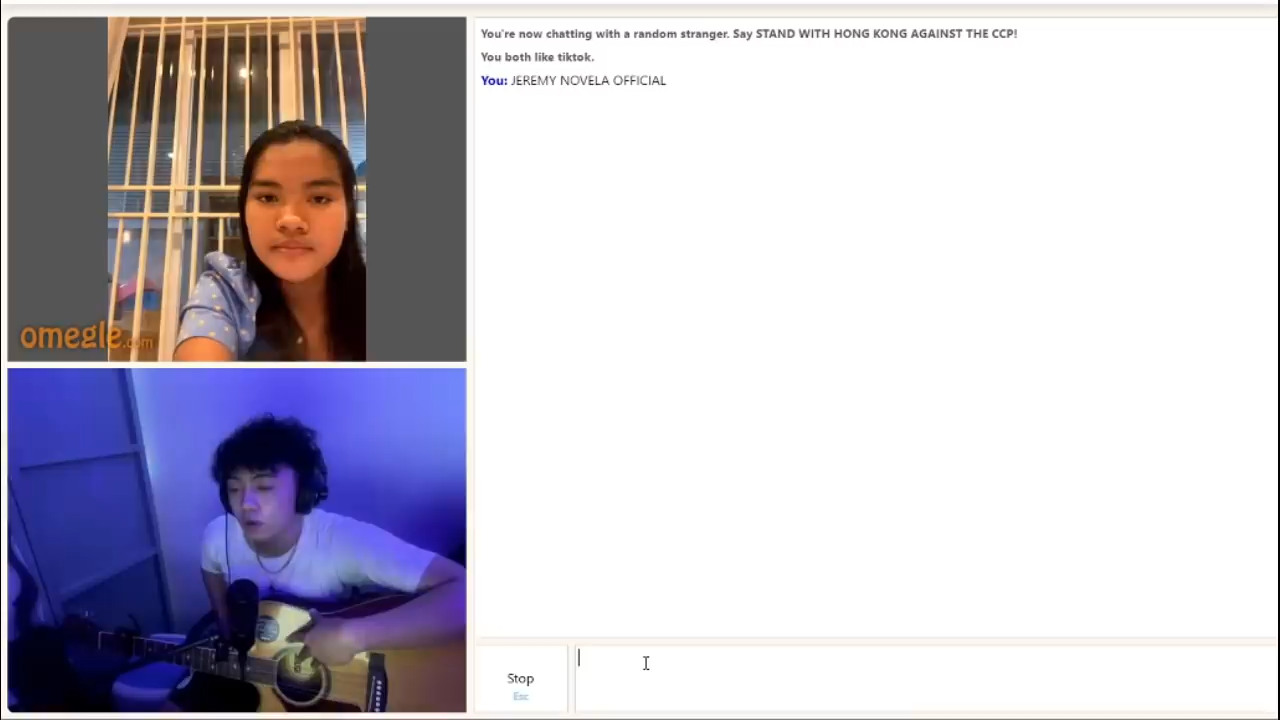 You're now chatting with a random stranger. Say STAND WITH HONG KONG AGAINST THE CCP!
You both like tiktok.
You: JEREMY NOVELA OFFICIAL
omegle.com
Stop
Esc